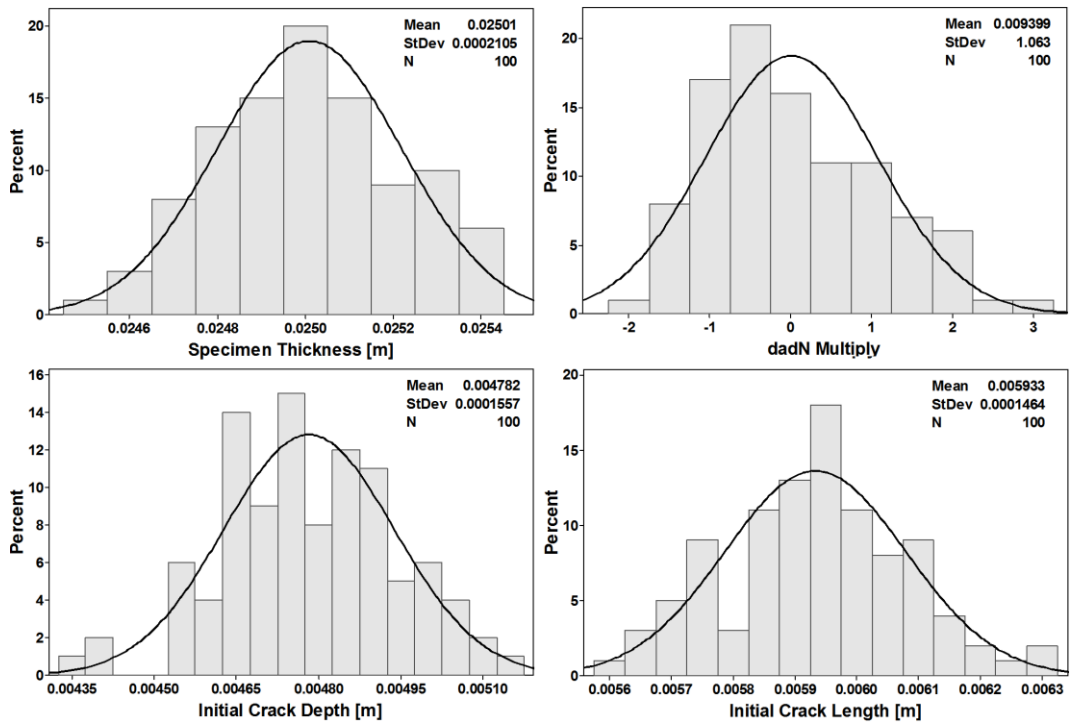 Mean 0.02501
StDev 0.0002105
N 100
20
15
10
5
0
Percent
0.0246 0.0248 0.0250 0.0252 0.0254
Specimen Thickness [m]
Mean 0.009399
StDev 1.063
N 100
20
15
10
5
0
Percent
-2 -1 0 1 2 3
dadN Multiply
Mean 0.004782
StDev 0.0001557
N 100
16
14
12
10
8
6
4
2
0
Percent
0.00435 0.00450 0.00465 0.00480 0.00495 0.00510
Initial Crack Depth [m]
Mean 0.005933
StDev 0.0001464
N 100
20
15
10
5
0
Percent
0.0056 0.0057 0.0058 0.0059 0.0060 0.0061 0.0062 0.0063
Initial Crack Length [m]